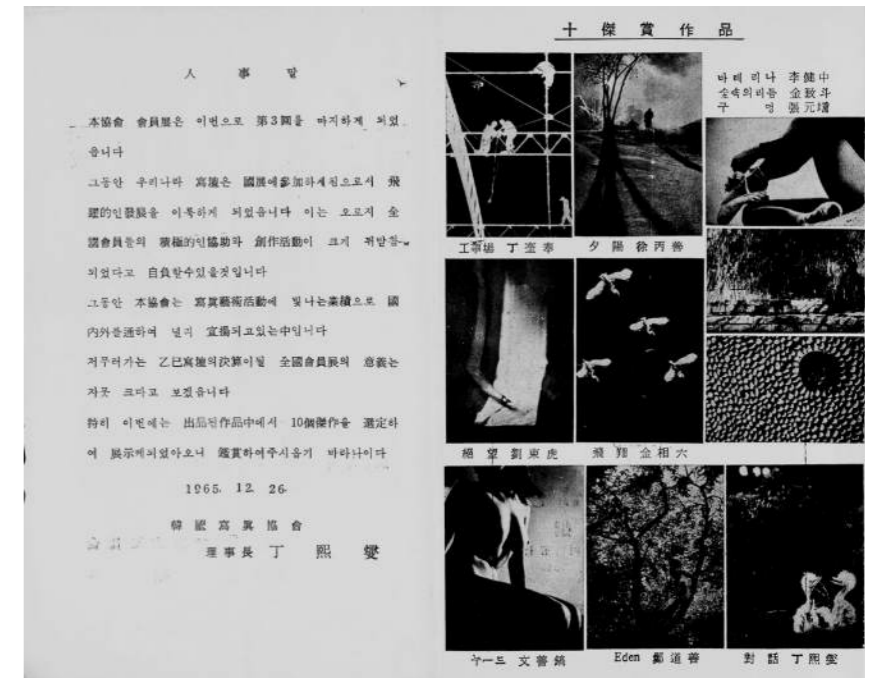 人 事 말
本協會 會員展은 이번으로 第3回를 마지하게 되었
읍니다
그동안 우리나라 寫壇은 國展에參加하게됨으로서 飛
躍的인發展을 이룩하게 되었읍니다 이는 오로지 全
國會員들의 積極的인協助와 創作活動이 크게 뒤받침
되었다고 自負할수있을것입니다
그동안 本協會는 寫眞藝術活動에 빛나는業績으로 國
內外를通하여 널리 宣揚되고있는中입니다
저무러가는 乙巳寫壇의決算이될 全國會員展의 意義는
자못 크다고 보겠읍니다
特히 이번에는 出品된作品中에서 10個傑作을 選定하
여 展示케되었아오니 鑑賞하여주시옵기 바라나이다
1965. 12. 26.
韓國寫眞協會
理事長 丁 熙 燮
十 傑 賞 作 品
바레리나 李健中
金致斗
구 멍 張元
工事場 丁奎奉
夕 陽 徐丙善
絕 望 劉東虎
飛 翔 金相六
누ー드 文善鎬
Eden 鄭道善
對 話 丁熙燮